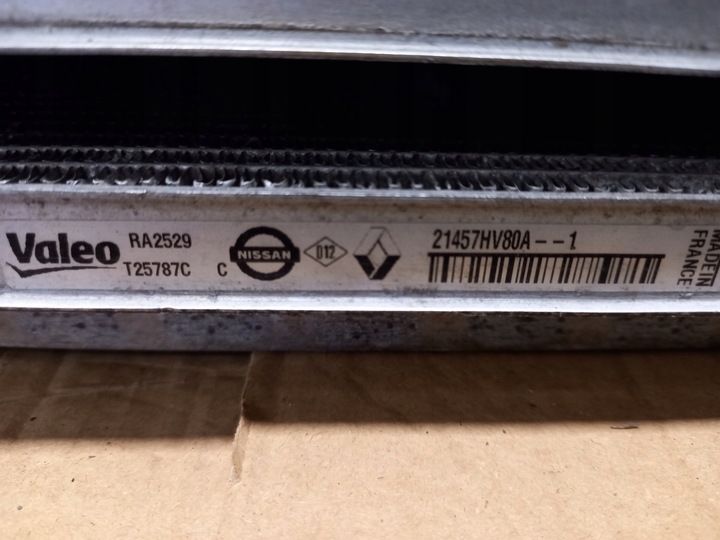 Valeo
RA2529
T25787C C
NISSAN
D12
21457HV80A--1
MADE IN
FRANCE